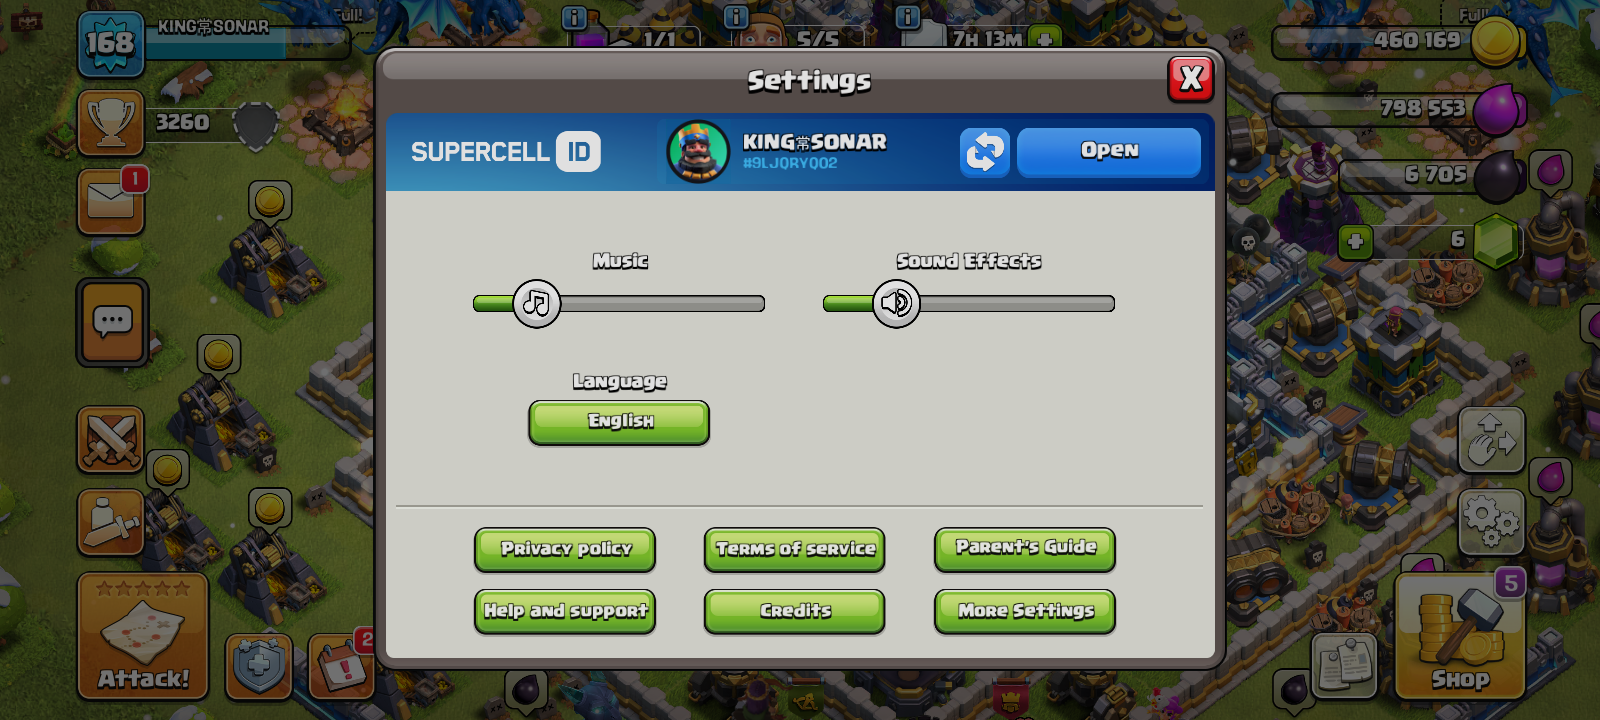 168
KING常SONAR
Full!
1/1
5/5
7H 13M
Full!
460 169
3260
798 553
1
6 705
6
Settings
X
SUPERCELL ID
KING常SONAR
#9LJQRYQ02
Open
Music
Sound Effects
Language
English
Privacy policy
Terms of service
Parent's Guide
Help and support
Credits
More Settings
Attack!
2
5
Shop